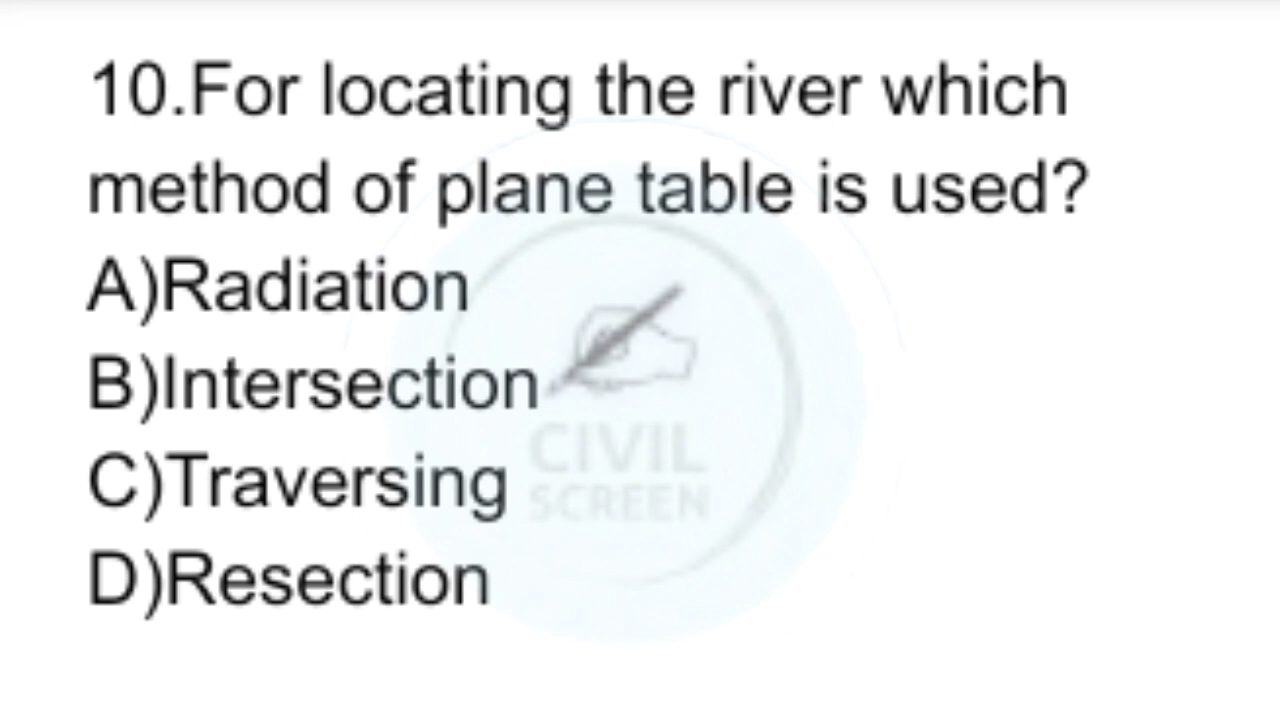 10.For locating the river which
method of plane table is used?
A)Radiation
B)Intersection
C)Traversing
D)Resection
CIVIL
SCREEN